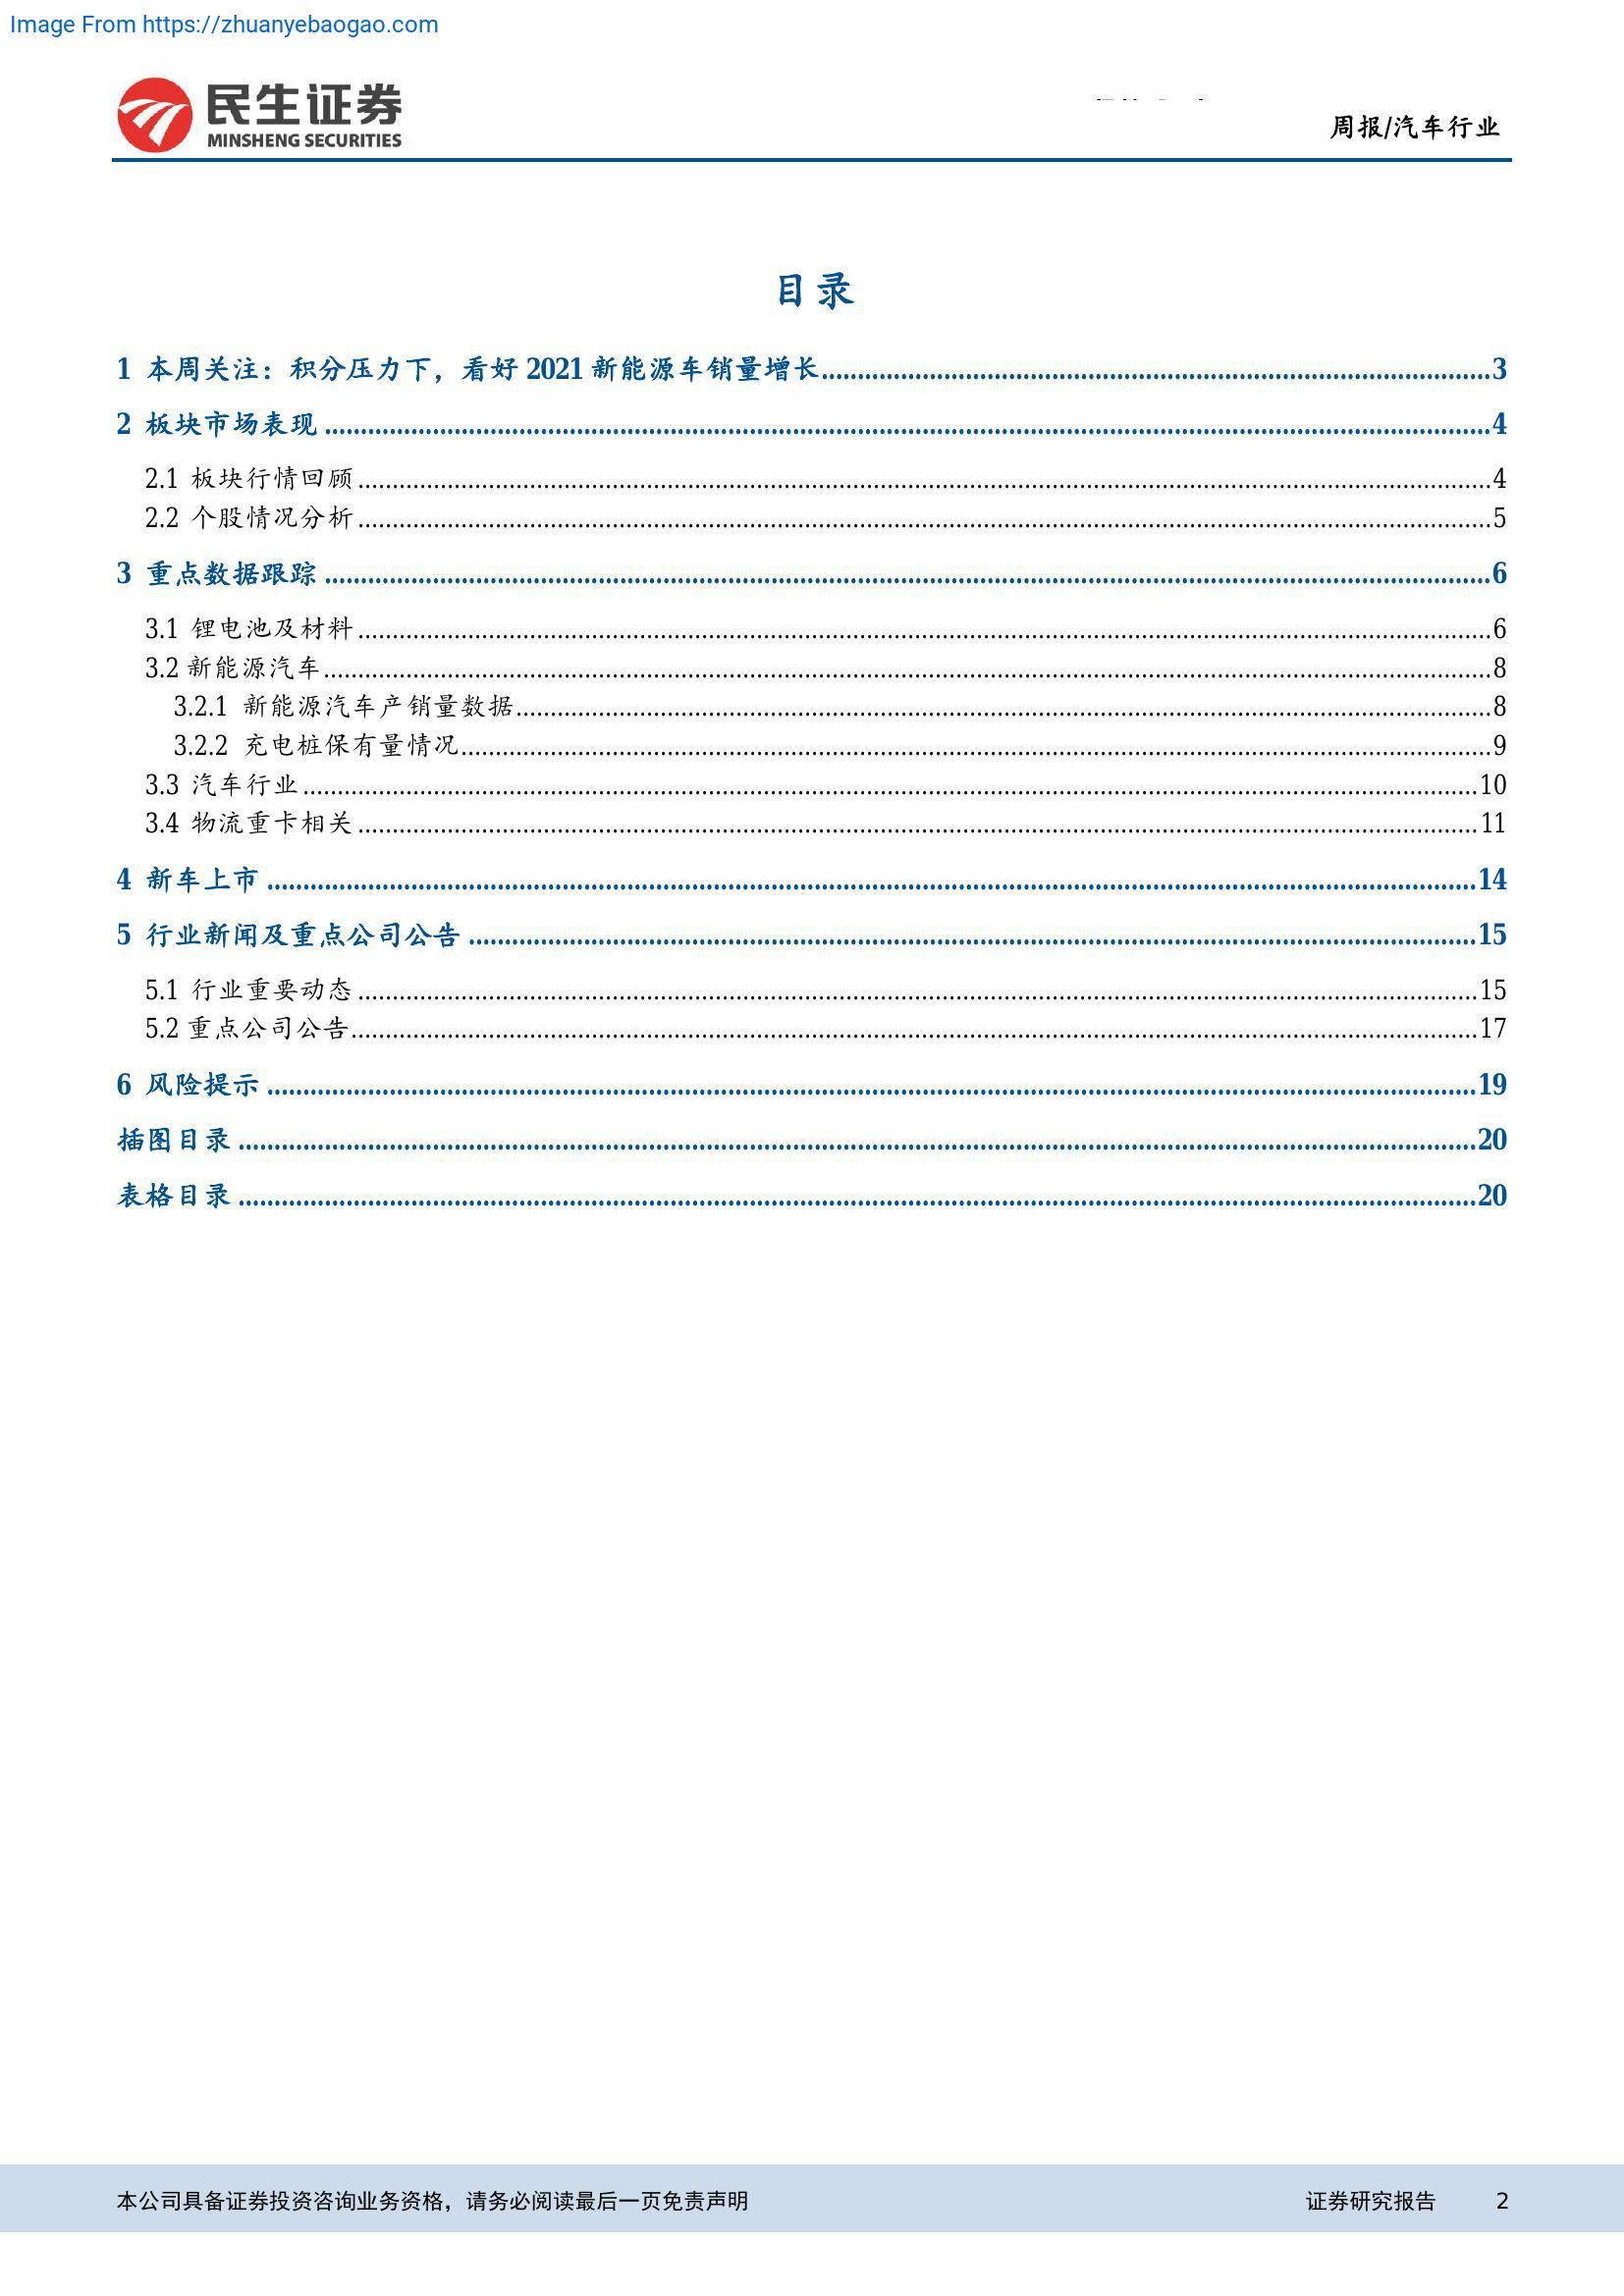 Image From https://zhuanyebaogao.com
民生证券
MINSHENG SECURITIES
周报/汽车行业
目录
1 本周关注：积分压力下，看好 2021 新能源车销量增长........................................3
2 板块市场表现........................................4
2.1 板块行情回顾........................................4
2.2 个股情况分析........................................5
3 重点数据跟踪........................................6
3.1 锂电池及材料........................................6
3.2 新能源汽车........................................8
3.2.1 新能源汽车产销量数据........................................8
3.2.2 充电桩保有量情况........................................9
3.3 汽车行业........................................10
3.4 物流重卡相关........................................11
4 新车上市........................................14
5 行业新闻及重点公司公告........................................15
5.1 行业重要动态........................................15
5.2 重点公司公告........................................17
6 风险提示........................................19
插图目录........................................20
表格目录........................................20
本公司具备证券投资咨询业务资格，请务必阅读最后一页免责声明 证券研究报告 2